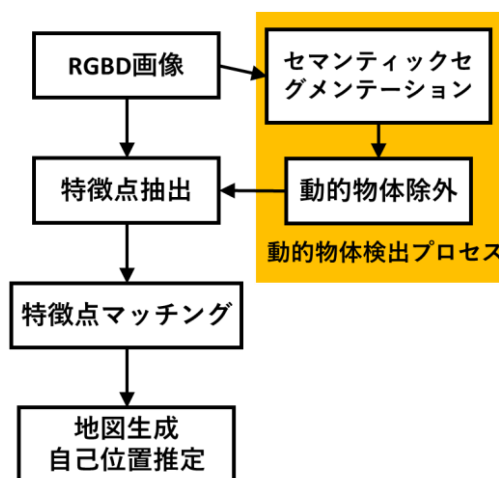 RGBD画像
セマンティックセ
グメンテーション
特徴点抽出
動的物体除外
動的物体検出プロセス
特徴点マッチング
地図生成
自己位置推定